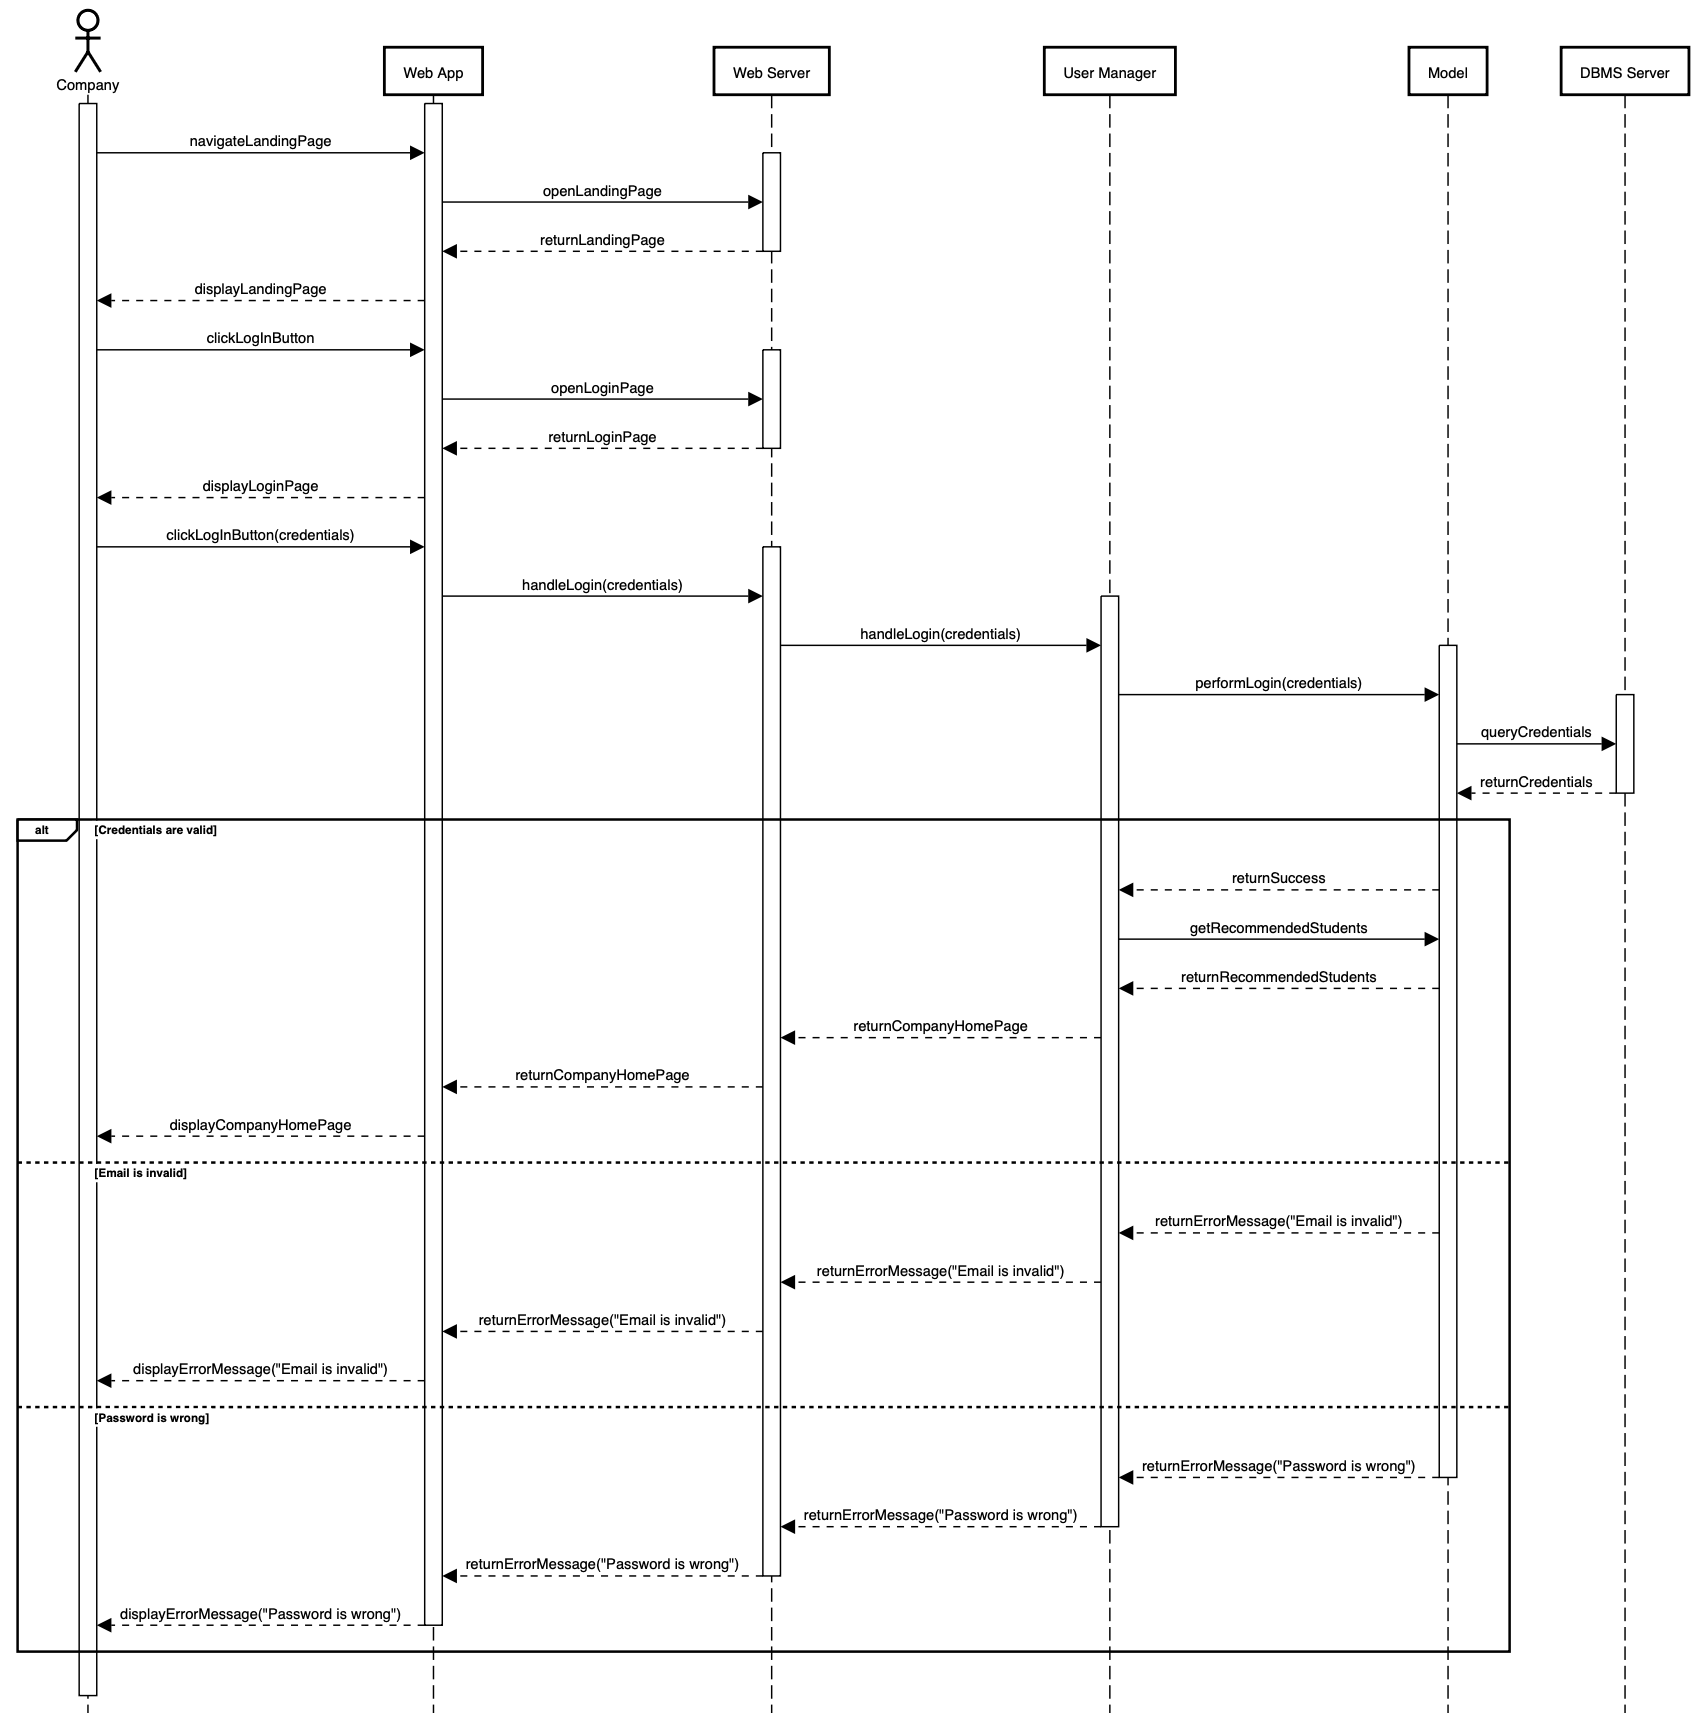 Company
Web App
Web Server
User Manager
Model
DBMS Server
navigateLandingPage
openLandingPage
returnLandingPage
displayLandingPage
clickLogInButton
openLoginPage
returnLoginPage
displayLoginPage
clickLogInButton(credentials)
handleLogin(credentials)
handleLogin(credentials)
performLogin(credentials)
queryCredentials
returnCredentials
alt
[Credentials are valid]
returnSuccess
getRecommendedStudents
returnRecommendedStudents
returnCompanyHomePage
returnCompanyHomePage
displayCompanyHomePage
[Email is invalid]
returnErrorMessage("Email is invalid")
returnErrorMessage("Email is invalid")
returnErrorMessage("Email is invalid")
displayErrorMessage("Email is invalid")
[Password is wrong]
returnErrorMessage("Password is wrong")
returnErrorMessage("Password is wrong")
returnErrorMessage("Password is wrong")
displayErrorMessage("Password is wrong")